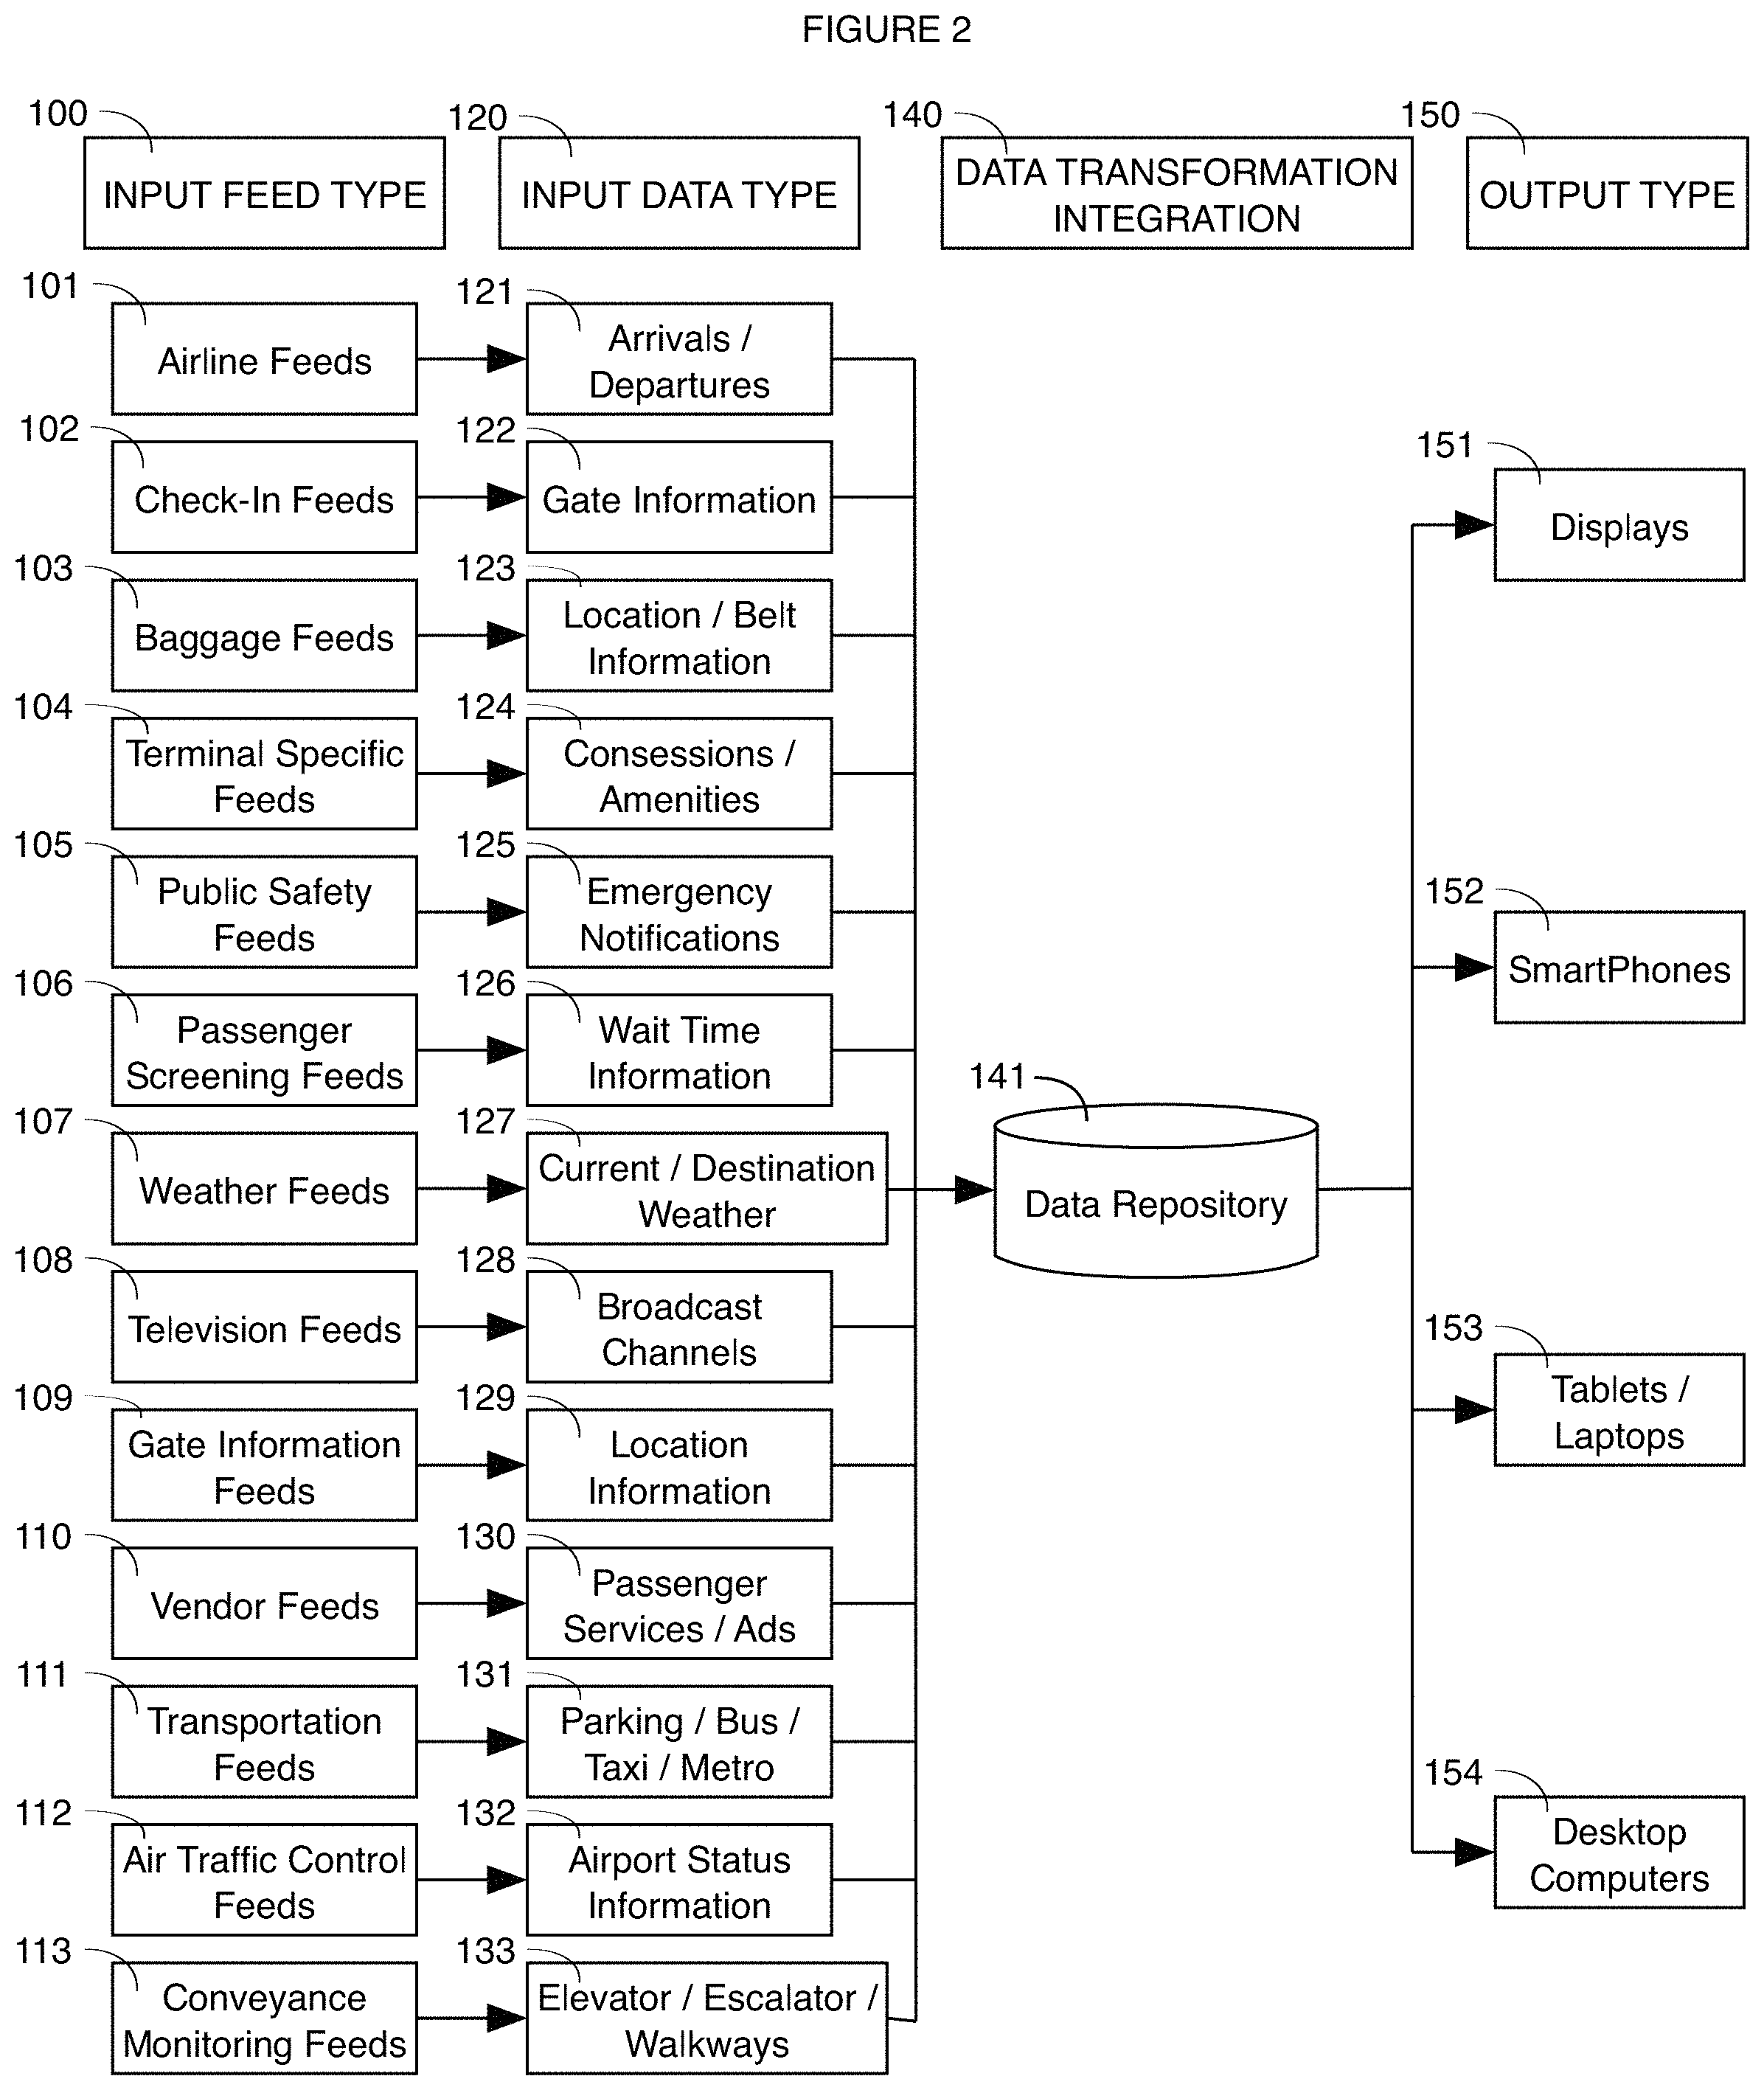 FIGURE 2
100
120
140
150
INPUT FEED TYPE
INPUT DATA TYPE
DATA TRANSFORMATION
INTEGRATION
OUTPUT TYPE
101
Airline Feeds
121
Arrivals /
Departures
102
Check-In Feeds
122
Gate Information
103
Baggage Feeds
123
Location / Belt
Information
104
Terminal Specific
Feeds
124
Consessions /
Amenities
105
Public Safety
Feeds
125
Emergency
Notifications
106
Passenger
Screening Feeds
126
Wait Time
Information
107
Weather Feeds
127
Current / Destination
Weather
108
Television Feeds
128
Broadcast
Channels
109
Gate Information
Feeds
129
Location
Information
110
Vendor Feeds
130
Passenger
Services / Ads
111
Transportation
Feeds
131
Parking / Bus /
Taxi / Metro
112
Air Traffic Control
Feeds
132
Airport Status
Information
113
Conveyance
Monitoring Feeds
133
Elevator / Escalator /
Walkways
141
Data Repository
151
Displays
152
SmartPhones
153
Tablets /
Laptops
154
Desktop
Computers